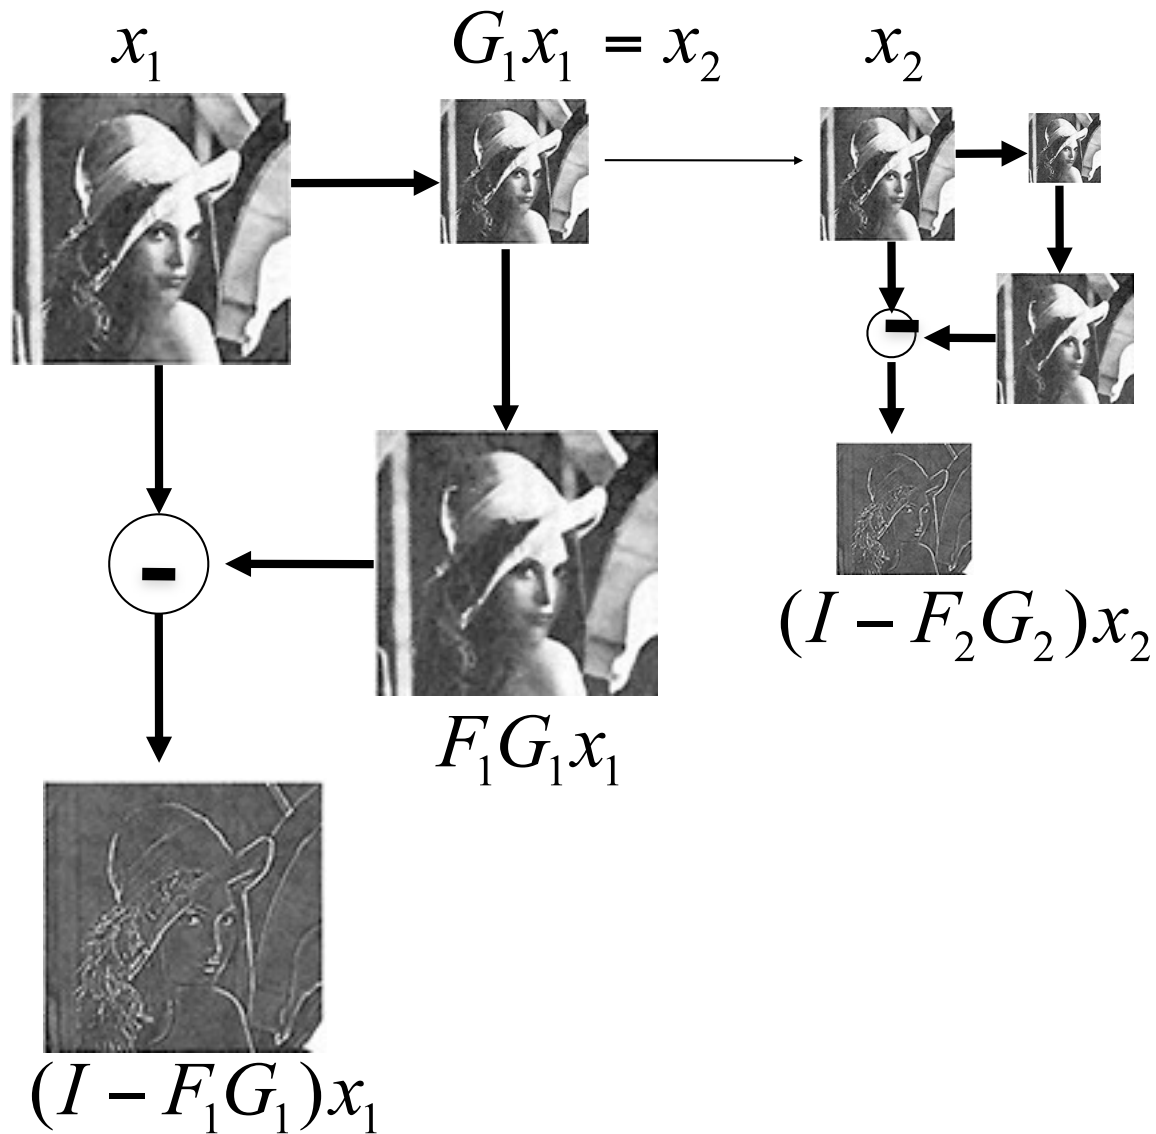 x₁
G₁x₁ = x₂
x₂
-
-
(I − F₂G₂)x₂
F₁G₁x₁
(I − F₁G₁)x₁